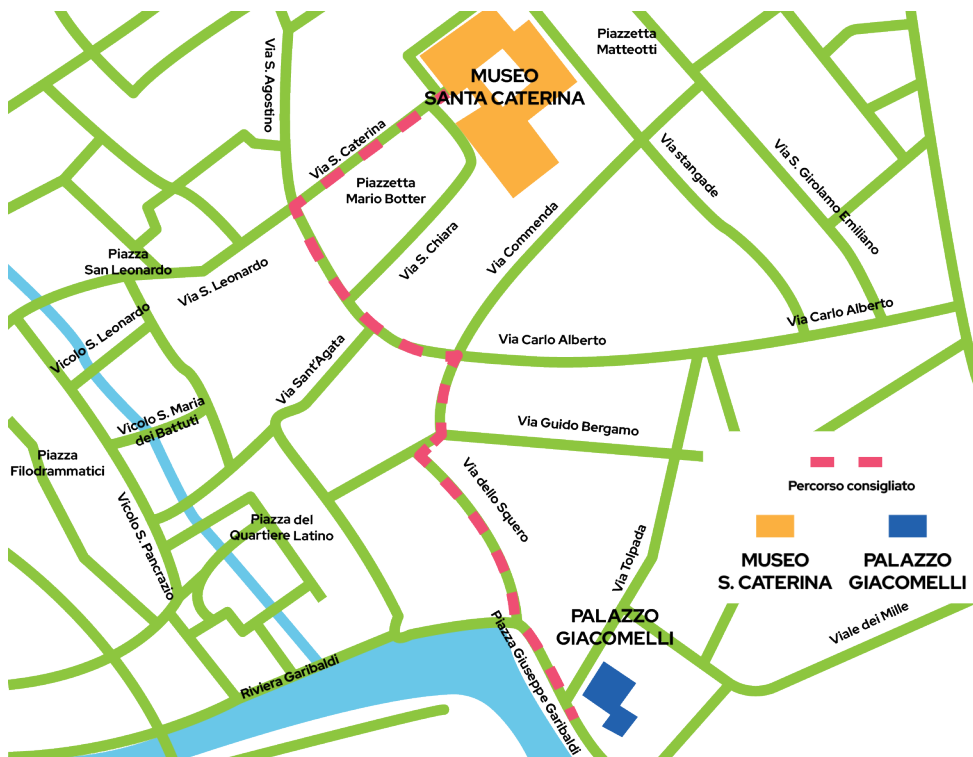 Piazzetta
Matteotti
Via S. Agostino
MUSEO
SANTA CATERINA
Via S. Caterina
Via stangade
Via S. Girolamo Emiliano
Piazzetta
Mario Botter
Via S. Chiara
Via Commenda
Piazza
San Leonardo
Via S. Leonardo
Vicolo S. Leonardo
Via Carlo Alberto
Via Carlo Alberto
Via Sant'Agata
Vicolo S. Maria
dei Battuti
Via Guido Bergamo
Piazza
Filodrammatici
Via dello Squero
Percorso consigliato
Vicolo S. Pancrazio
Piazza del
Quartiere Latino
Via Tolpada
MUSEO
S. CATERINA
PALAZZO
GIACOMELLI
PALAZZO
GIACOMELLI
Viale dei Mille
Piazza Giuseppe Garibaldi
Riviera Garibaldi